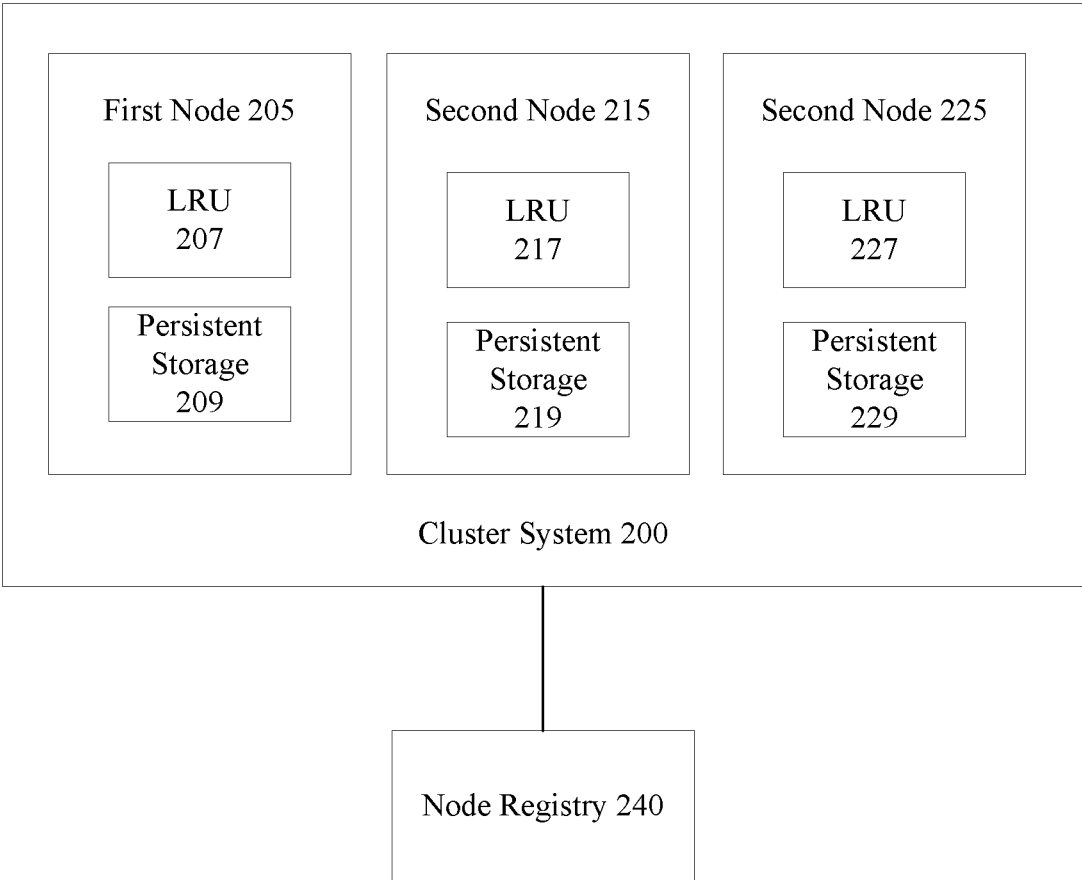 First Node 205
LRU
207
Persistent
Storage
209
Second Node 215
LRU
217
Persistent
Storage
219
Second Node 225
LRU
227
Persistent
Storage
229
Cluster System 200
Node Registry 240